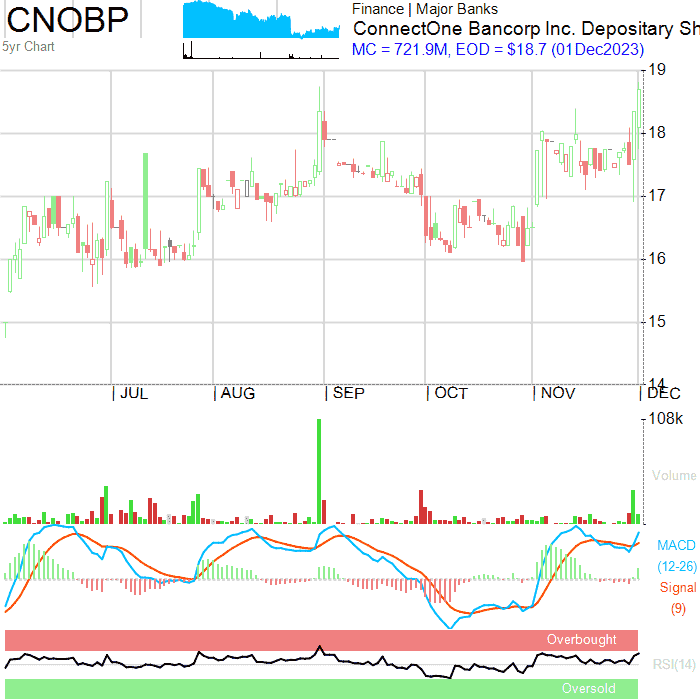 CNOBP
5yr Chart
Finance | Major Banks
ConnectOne Bancorp Inc. Depositary Sh
MC = 721.9M, EOD = $18.7 (01Dec2023)
19
18
17
16
15
14
JUL
AUG
SEP
OCT
NOV
DEC
108k
Volume
MACD
(12-26)
Signal
(9)
Overbought
RSI(14)
Oversold